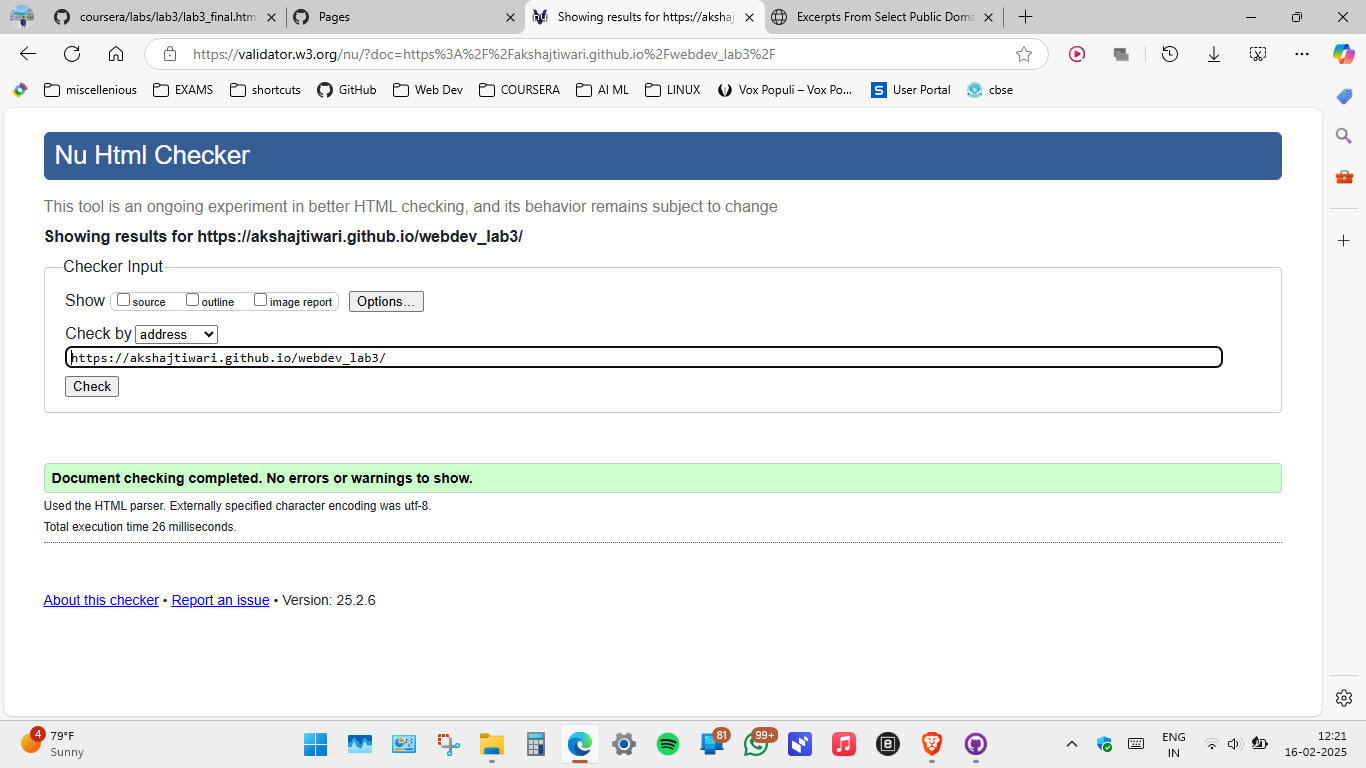 coursera/labs/lab3/lab3_final.html
Pages
Showing results for https://akshaj
Excerpts From Select Public Doma
https://validator.w3.org/nu/?doc=https%3A%2F%2Fakshajtiwari.github.io%2Fwebdev_lab3%2F
miscellenious EXAMS shortcuts GitHub Web Dev COURSERA AI ML LINUX Vox Populi – Vox Po... User Portal cbse
Nu Html Checker
This tool is an ongoing experiment in better HTML checking, and its behavior remains subject to change
Showing results for https://akshajtiwari.github.io/webdev_lab3/
Checker Input
Show source outline image report Options...
Check by address
https://akshajtiwari.github.io/webdev_lab3/
Check
Document checking completed. No errors or warnings to show.
Used the HTML parser. Externally specified character encoding was utf-8.
Total execution time 26 milliseconds.
About this checker • Report an issue • Version: 25.2.6
4
79°F
Sunny
81
99+
ENG
IN
12:21
16-02-2025